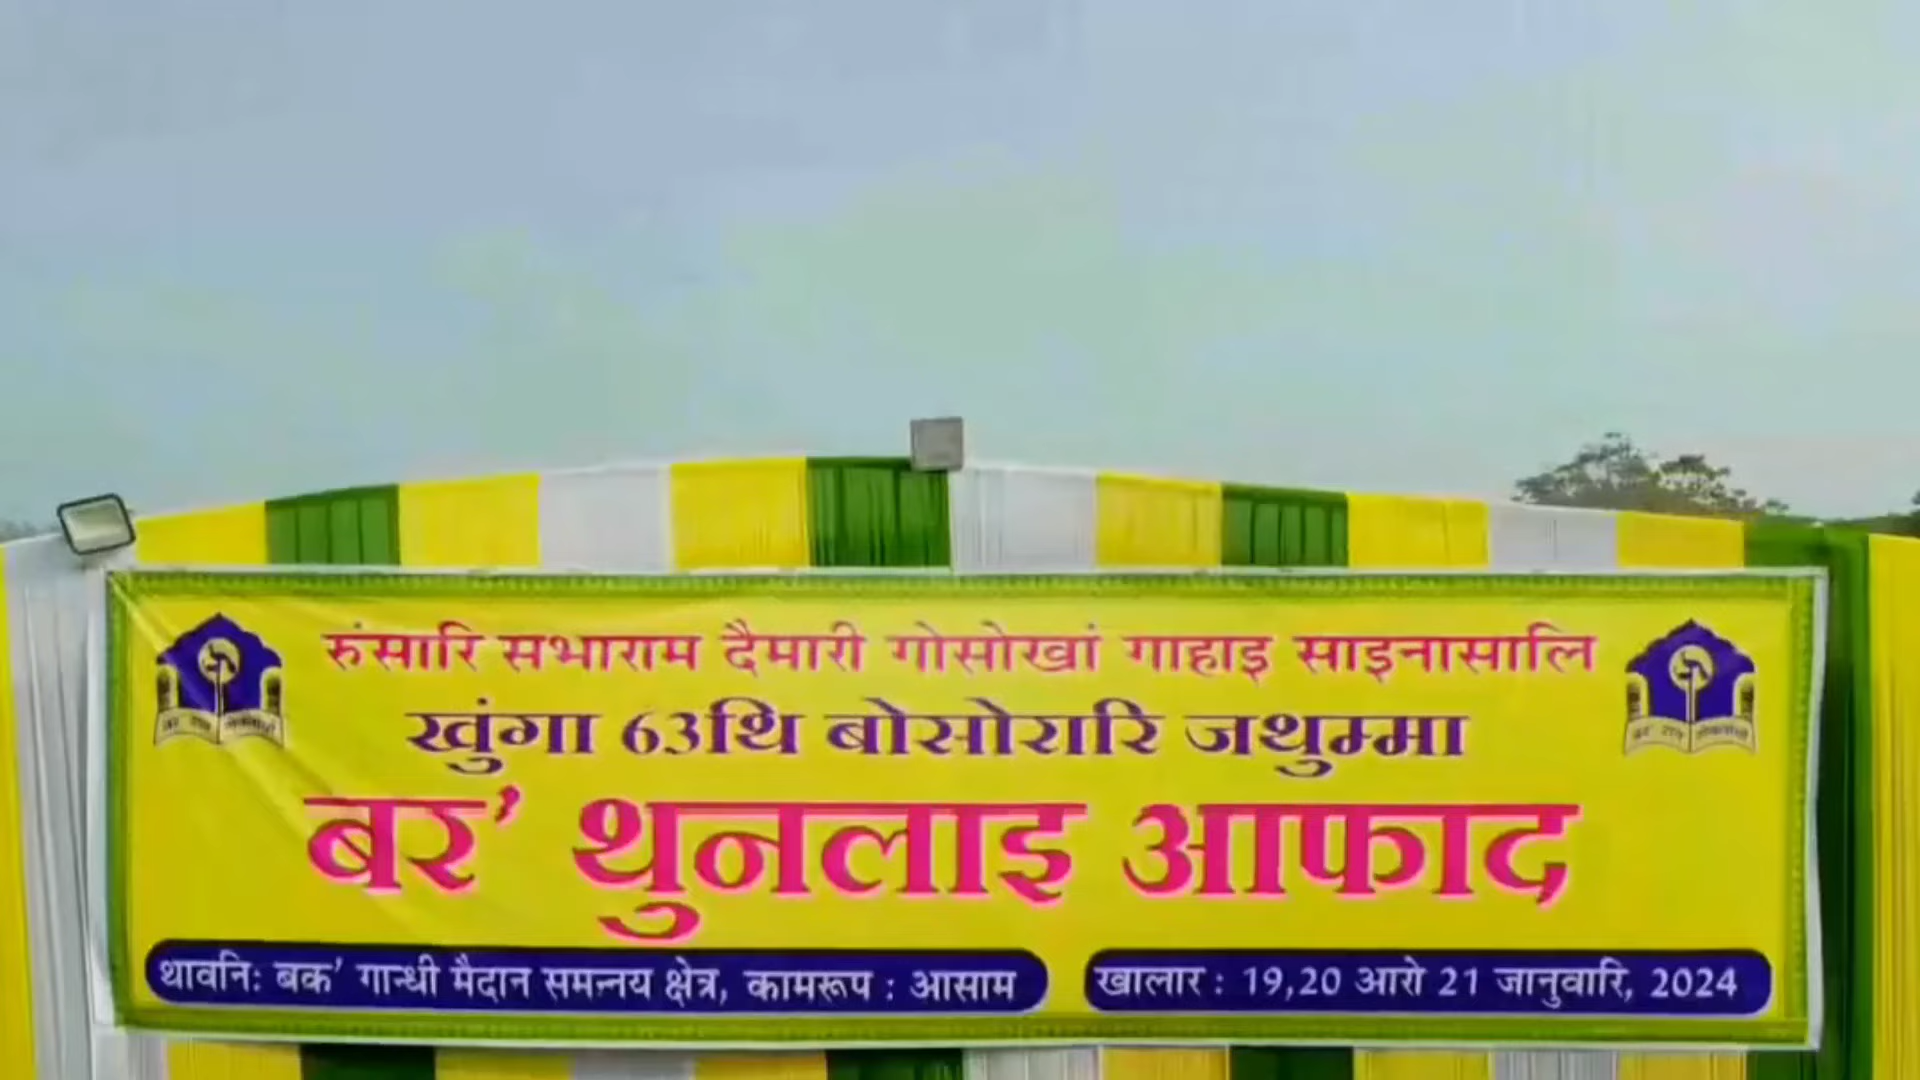 रुंसारि सभाराम दैमारी गोसोखां गाहाइ साइनासालि
खुंगा 63थि बोसोरारि जथुम्मा
बर' थुनलाइ आफाद
थावनि: बक' गान्धी मैदान समन्नय क्षेत्र, कामरूप : आसाम
खालार : 19,20 आरो 21 जानुवारि, 2024